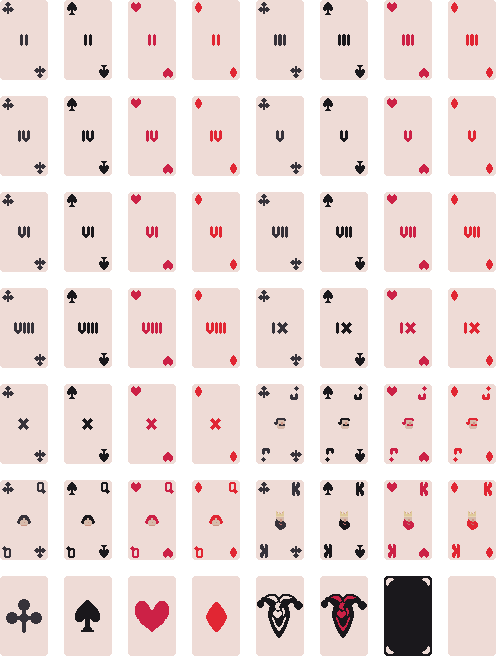 II II II II III III III III
IV IV IV IV V V V V
VI VI VI VI VII VII VII VII
VIII VIII VIII VIII IX IX IX IX
J J J J
X X X X
J J J J
Q Q Q Q K K K K
Q Q Q Q K K K K